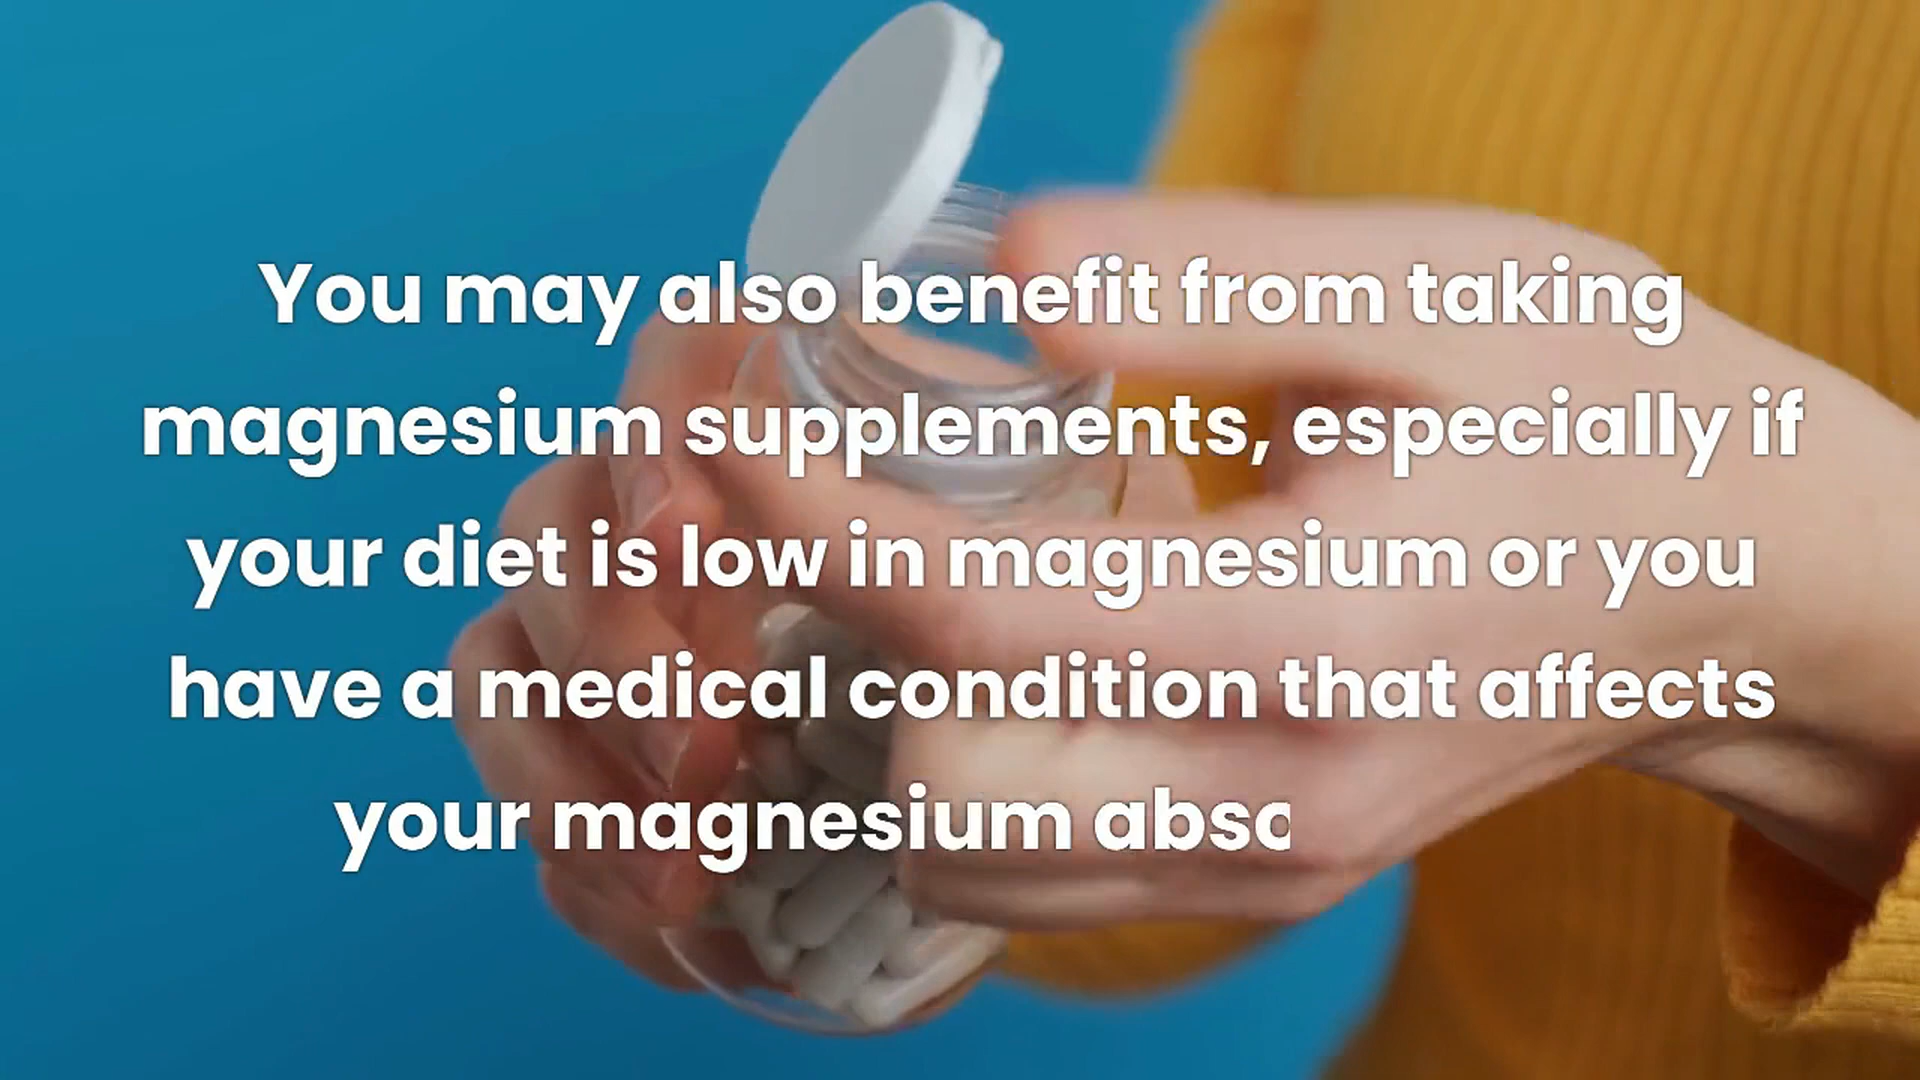 You may also benefit from taking
magnesium supplements, especially if
your diet is low in magnesium or you
have a medical condition that affects
your magnesium abso